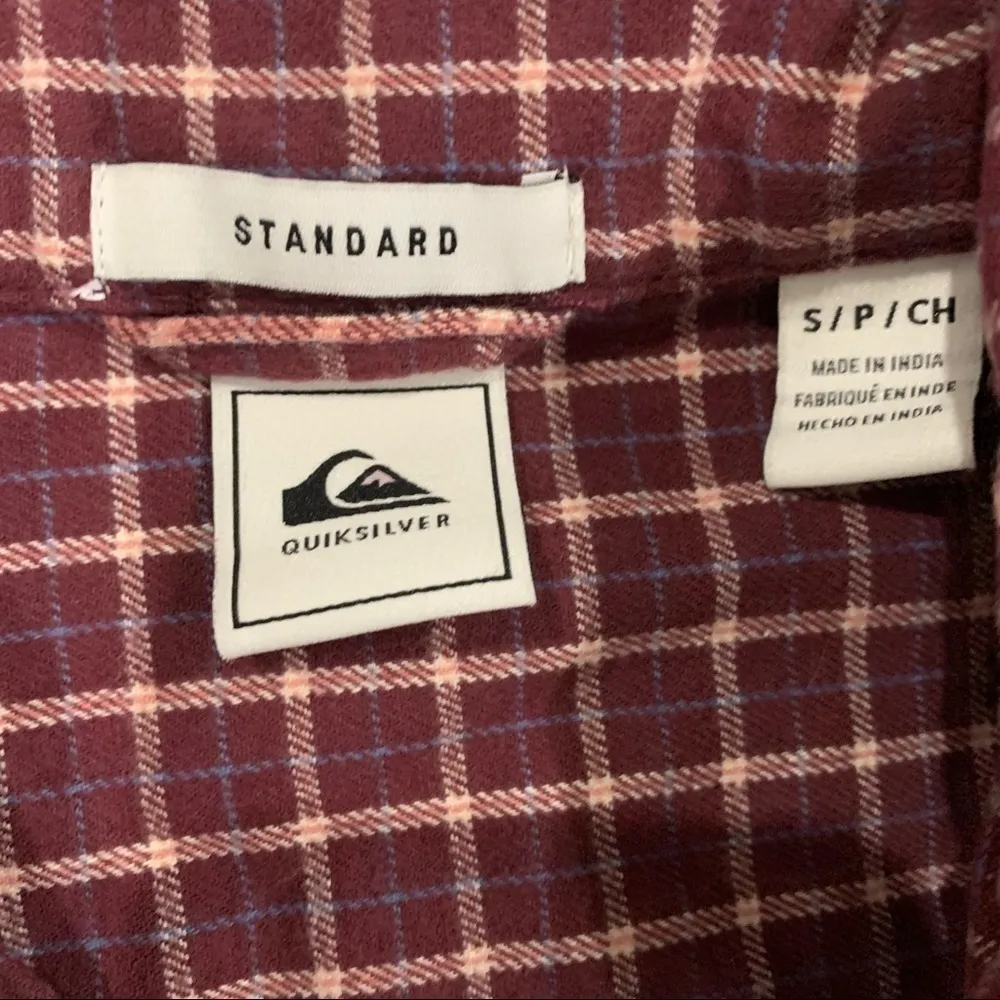 STANDARD
S / P / CH
MADE IN INDIA
FABRIQUÉ EN INDE
HECHO EN INDIA
QUIKSILVER